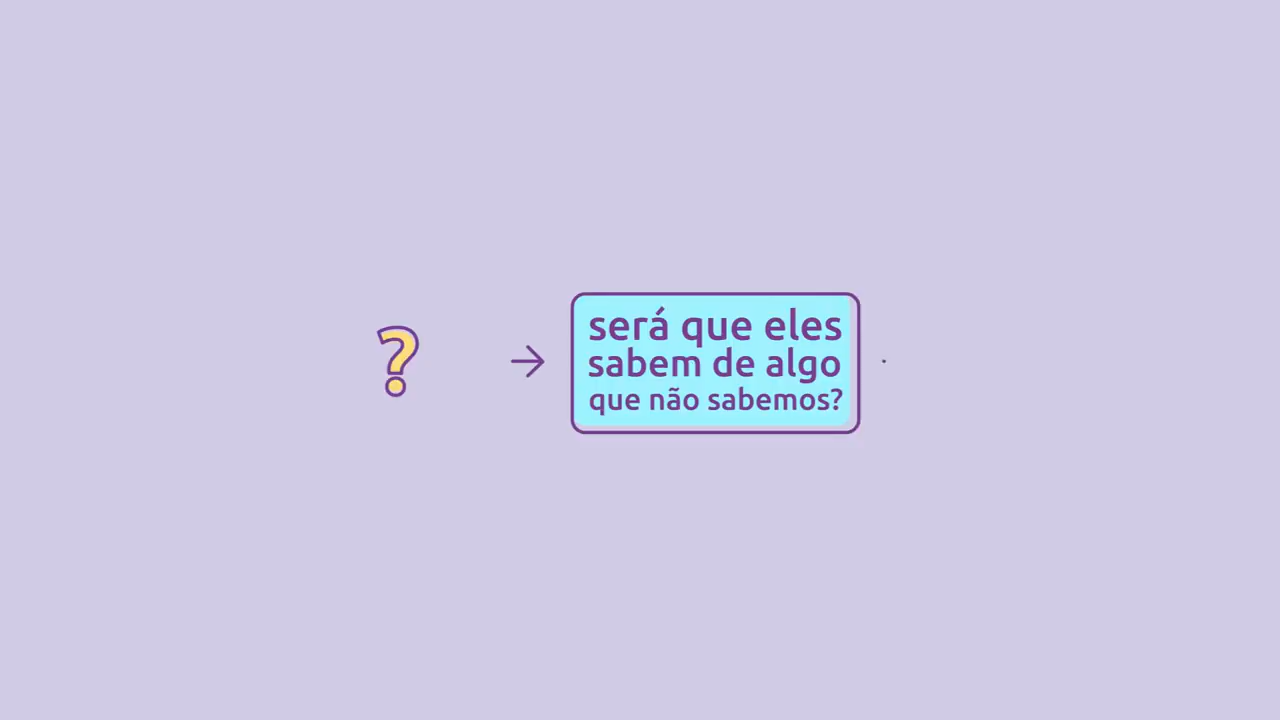 ?
será que eles
sabem de algo
que não sabemos?